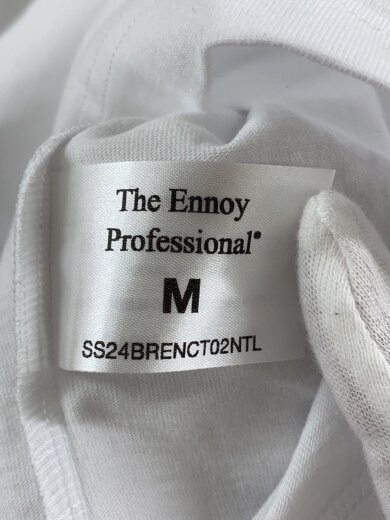 The Ennoy
Professional®
M
SS24BRENCT02NTL